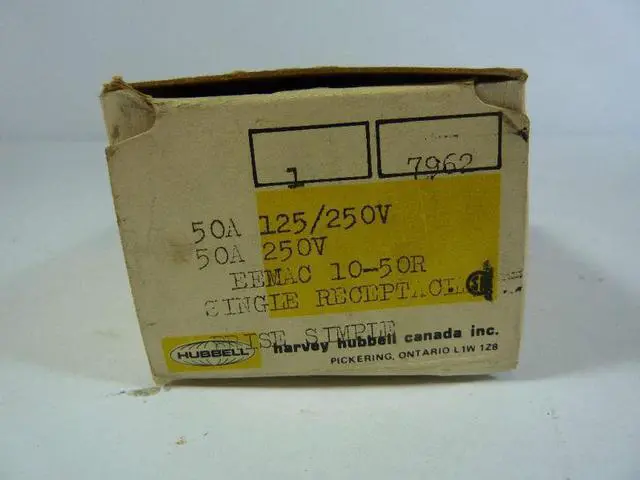 1 7962
50A 125/250V
50A 250V
EEMAC 10-50R
SINGLE RECEPTACLE
PRISE SIMPLE
HUBBELL harvey hubbell canada inc.
PICKERING, ONTARIO L1W 1Z8